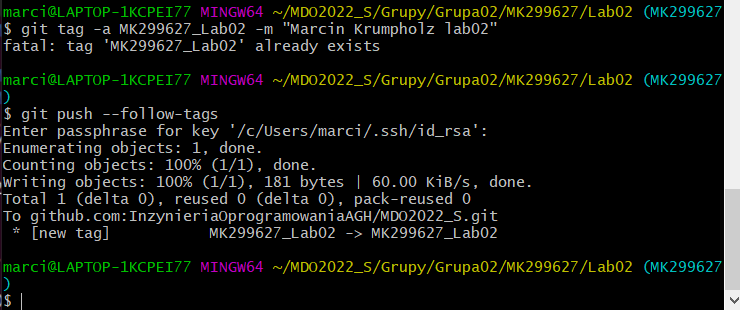 marci@LAPTOP-1KCPEI77 MINGW64 ~/MDO2022_S/Grupy/Grupa02/MK299627/Lab02 (MK299627
$ git tag -a MK299627_Lab02 -m "Marcin Krumpholz lab02"
fatal: tag 'MK299627_Lab02' already exists
marci@LAPTOP-1KCPEI77 MINGW64 ~/MDO2022_S/Grupy/Grupa02/MK299627/Lab02 (MK299627
)
$ git push --follow-tags
Enter passphrase for key '/c/Users/marci/.ssh/id_rsa':
Enumerating objects: 1, done.
Counting objects: 100% (1/1), done.
Writing objects: 100% (1/1), 181 bytes | 60.00 KiB/s, done.
Total 1 (delta 0), reused 0 (delta 0), pack-reused 0
To github.com:InzynieriaOprogramowaniaAGH/MDO2022_S.git
 * [new tag]         MK299627_Lab02 -> MK299627_Lab02
marci@LAPTOP-1KCPEI77 MINGW64 ~/MDO2022_S/Grupy/Grupa02/MK299627/Lab02 (MK299627
)
$